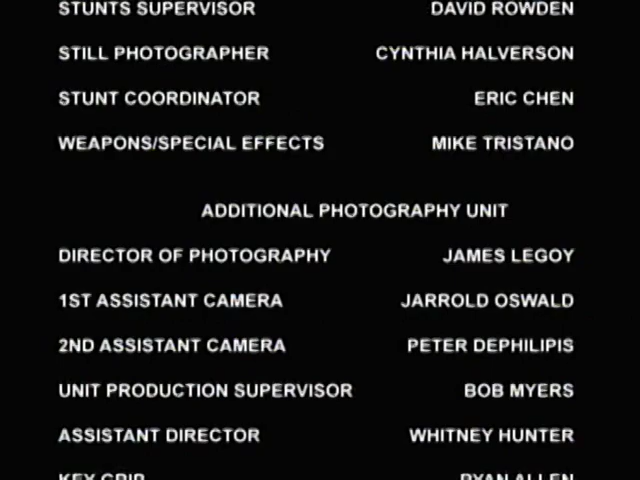 STUNTS SUPERVISOR DAVID ROWDEN
STILL PHOTOGRAPHER CYNTHIA HALVERSON
STUNT COORDINATOR ERIC CHEN
WEAPONS/SPECIAL EFFECTS MIKE TRISTANO
ADDITIONAL PHOTOGRAPHY UNIT
DIRECTOR OF PHOTOGRAPHY JAMES LEGOY
1ST ASSISTANT CAMERA JARROLD OSWALD
2ND ASSISTANT CAMERA PETER DEPHILIPIS
UNIT PRODUCTION SUPERVISOR BOB MYERS
ASSISTANT DIRECTOR WHITNEY HUNTER
KEY GRIP RYAN ALLEN